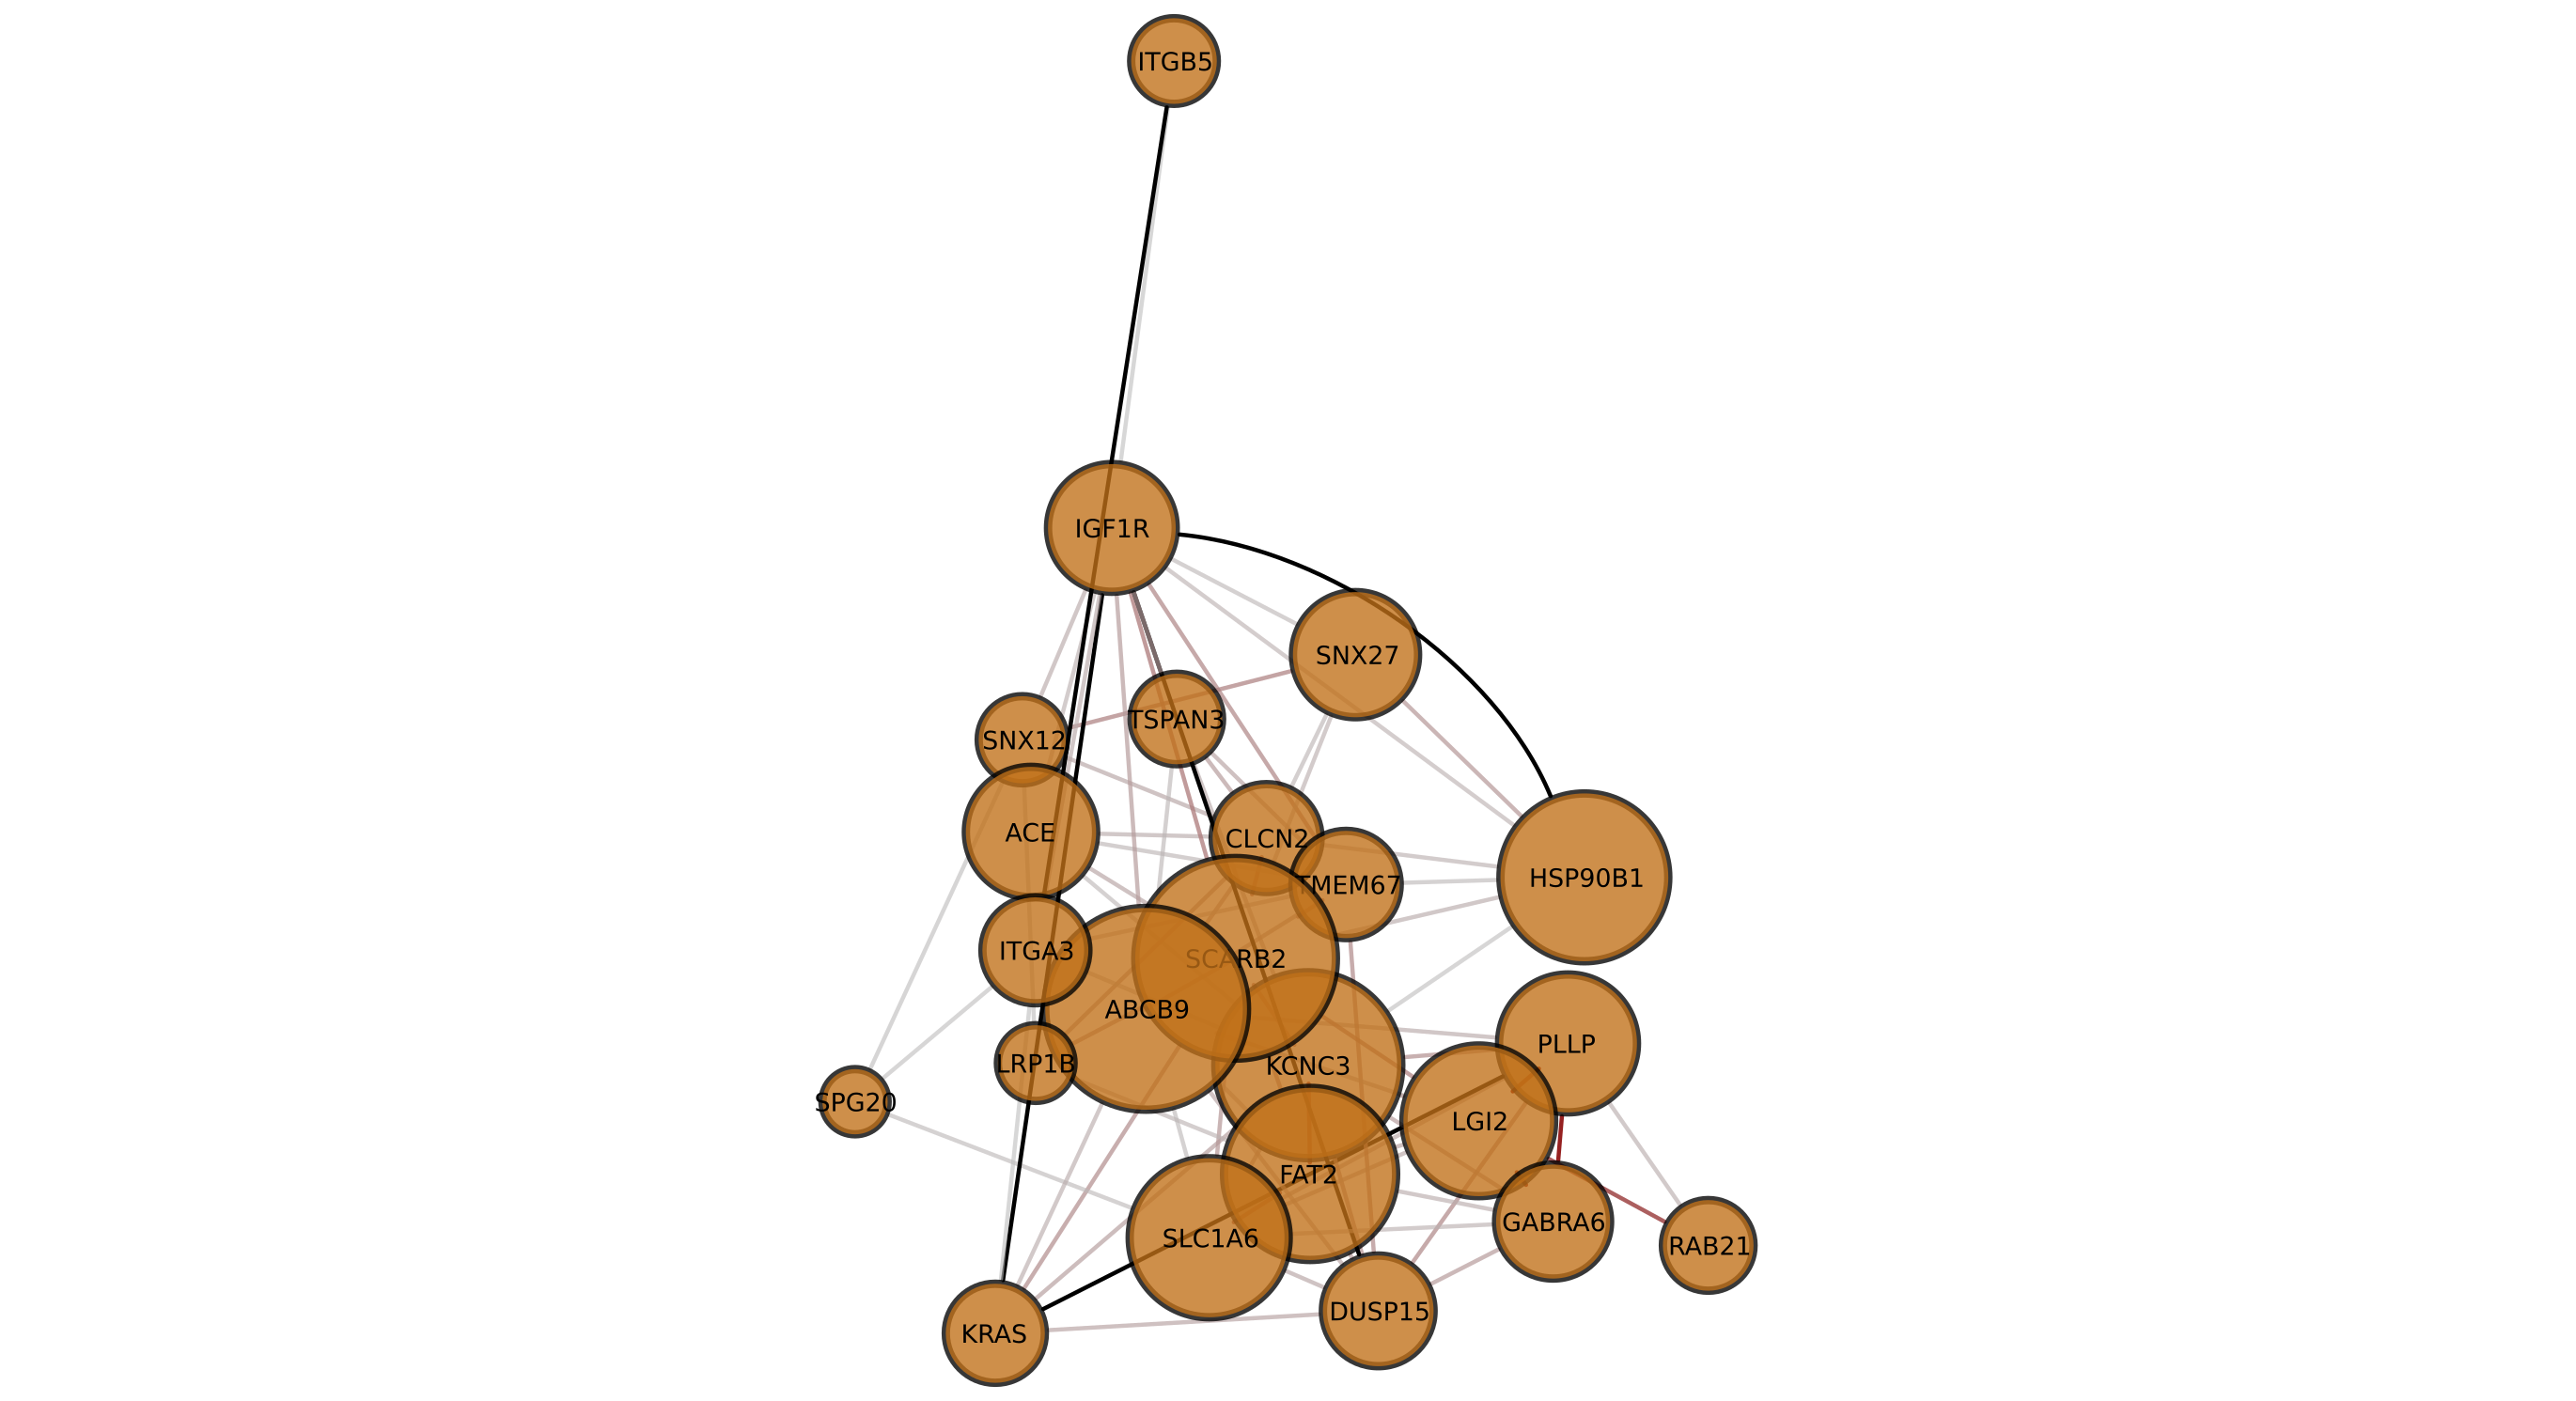 ITGB5
IGF1R
SNX27
TSPAN3
SNX12
ACE
CLCN2
TMEM67
HSP90B1
ITGA3
SCARB2
ABCB9
PLLP
LRP1B
KCNC3
SPG20
LGI2
FAT2
GABRA6
SLC1A6
RAB21
DUSP15
KRAS